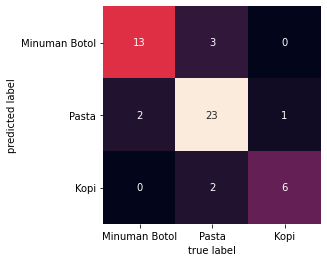 predicted label
Minuman Botol 13 3 0
Pasta 2 23 1
Kopi 0 2 6
Minuman Botol Pasta Kopi
true label